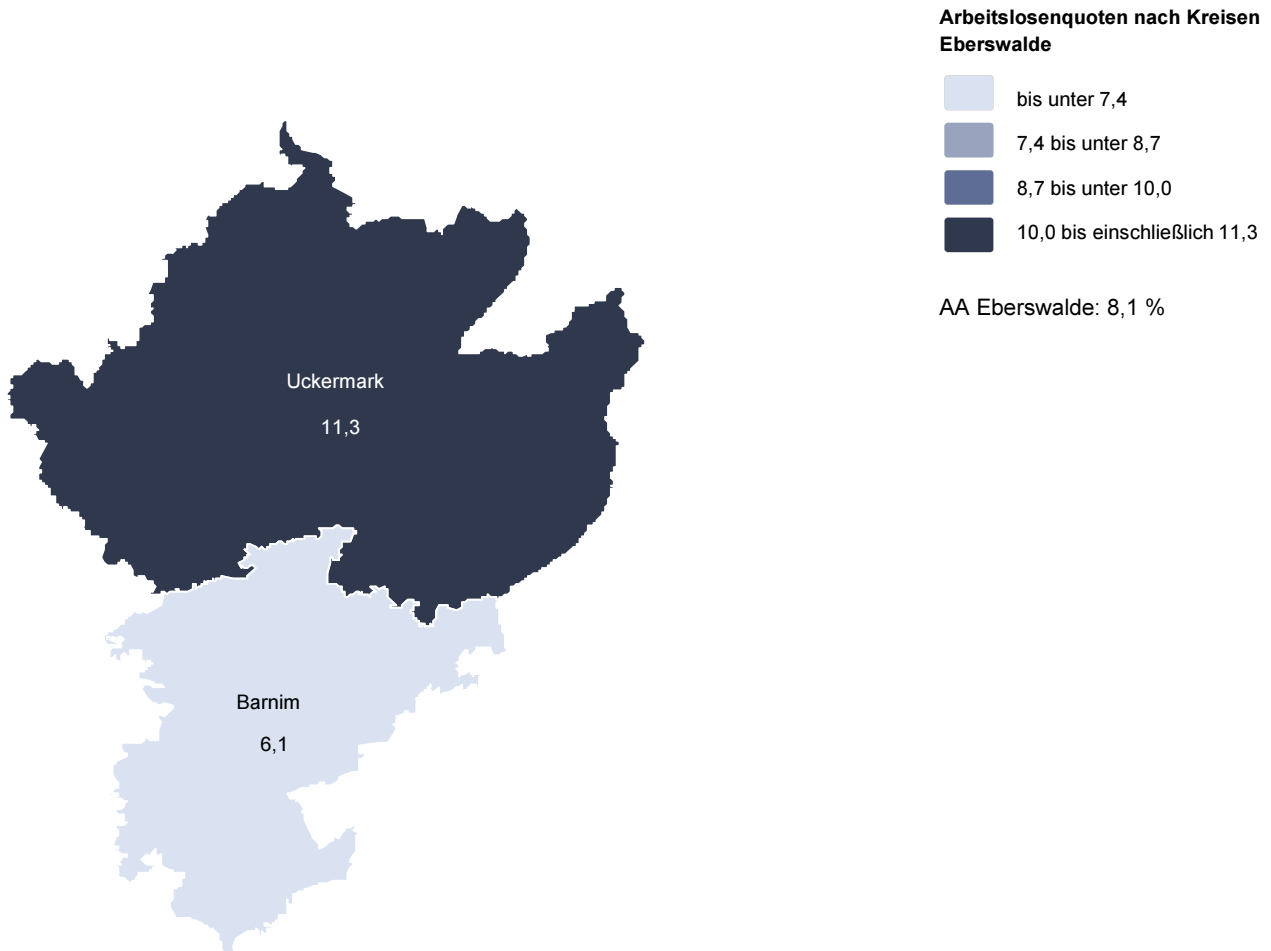 Arbeitslosenquoten nach Kreisen
Eberswalde
bis unter 7,4
7,4 bis unter 8,7
8,7 bis unter 10,0
10,0 bis einschließlich 11,3
AA Eberswalde: 8,1 %
Uckermark
11,3
Barnim
6,1